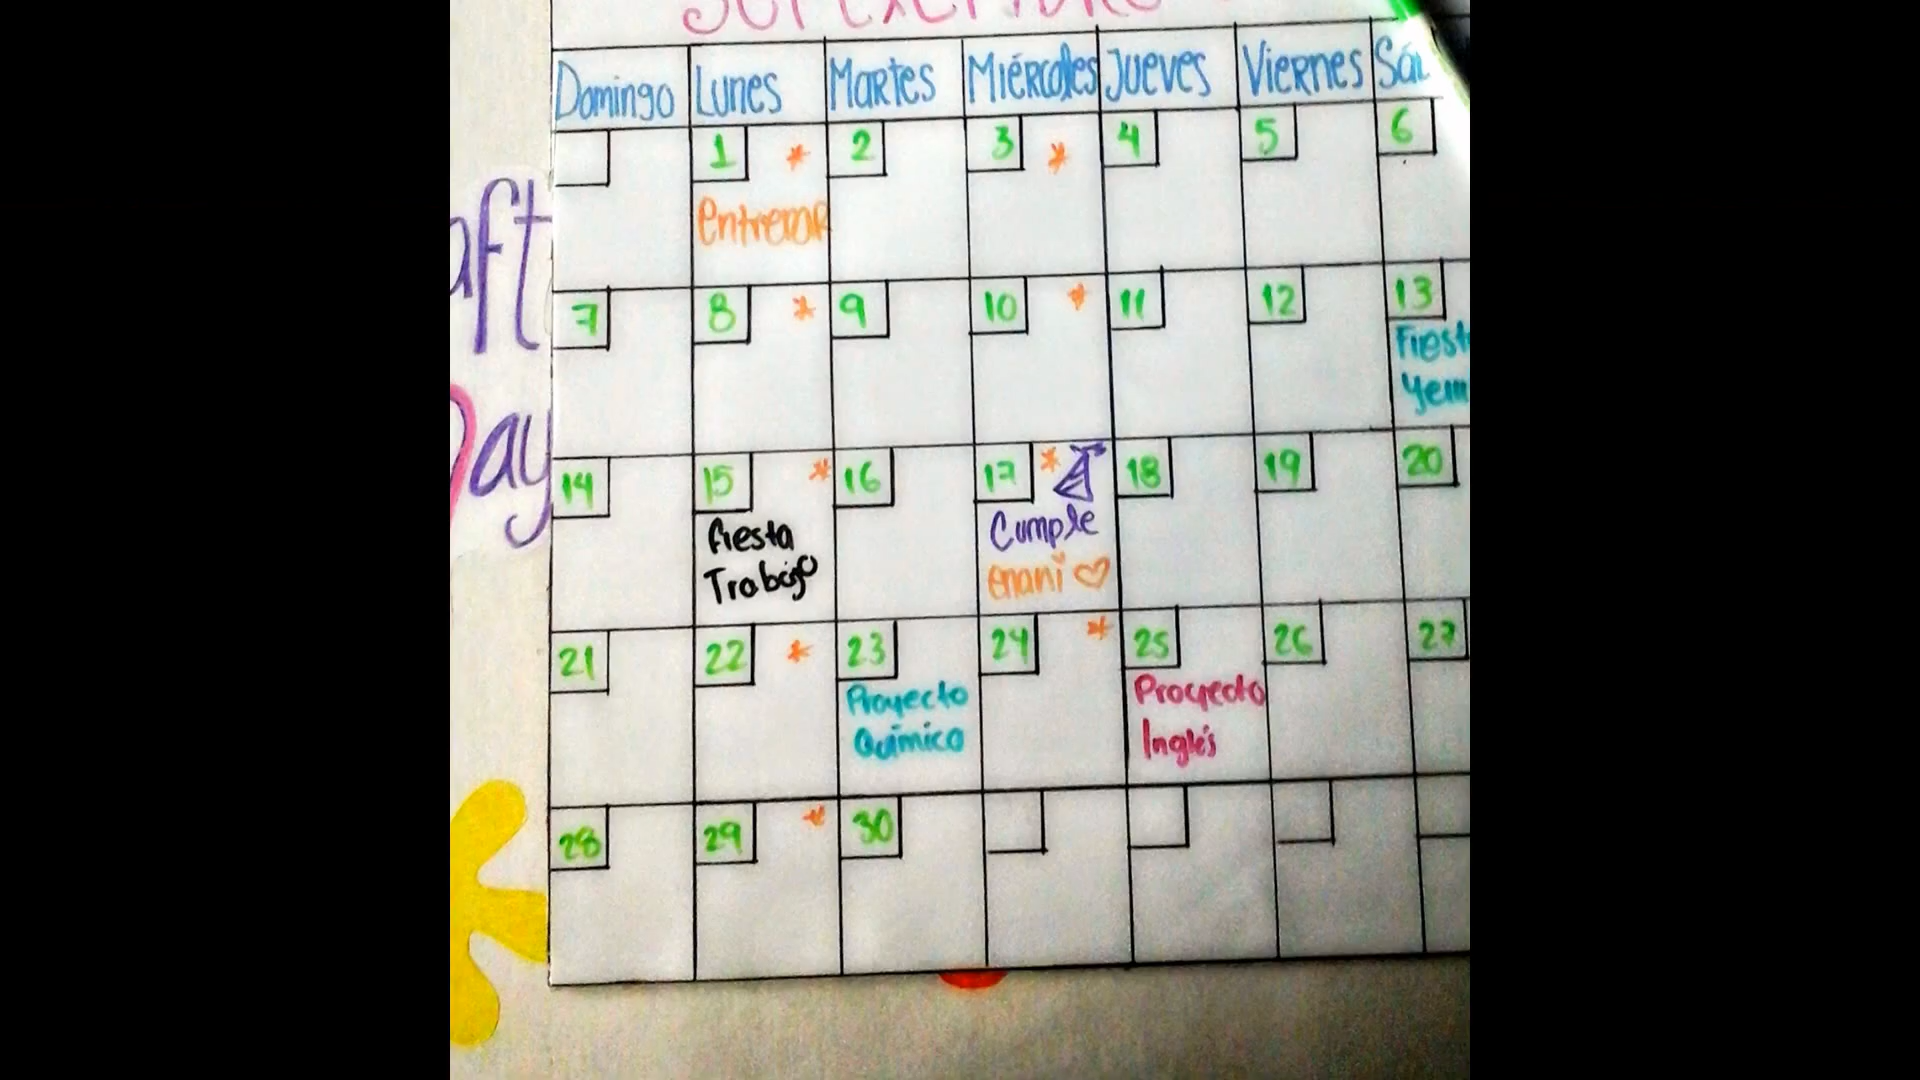 Domingo Lunes Martes Miércoles Jueves Viernes
1 * 2 3 * 4 5 6
7 8 * 9 10 * 11 12 13
14 15 * 16 17 * 18 19 20
Fiesta
Trabajo
Cumple
enani
21 22 * 23 24 * 25 26 27
Proyecto
Químico
Proyecto
Inglés
28 29 * 30